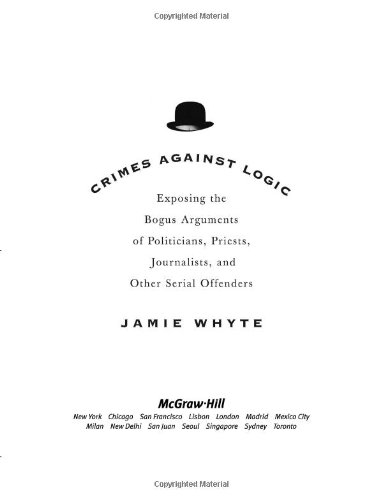 Copyrighted Material
CRIMES AGAINST LOGIC
Exposing the
Bogus Arguments
of Politicians, Priests,
Journalists, and
Other Serial Offenders
JAMIE WHYTE
McGraw·Hill
New York Chicago San Francisco Lisbon London Madrid Mexico City
Milan New Delhi San Juan Seoul Singapore Sydney Toronto
Copyrighted Material